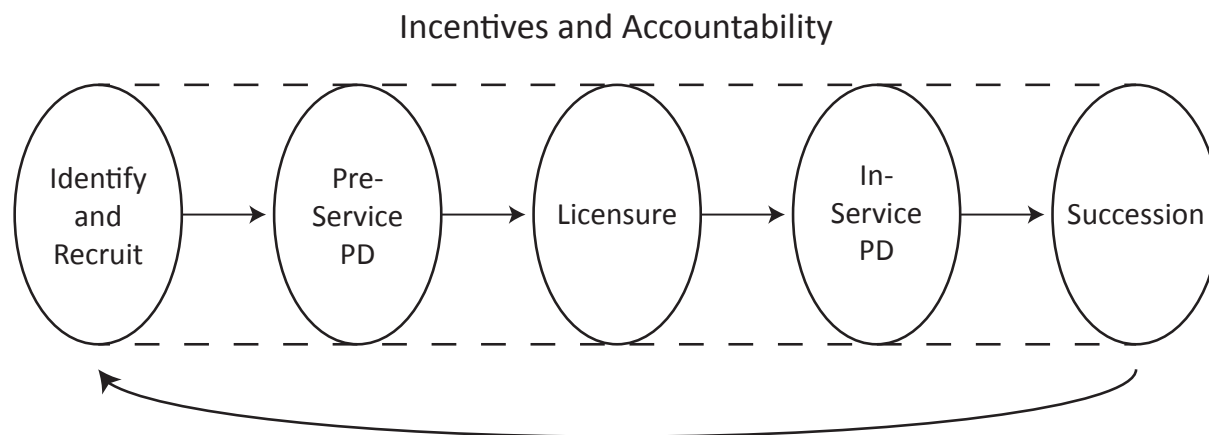 Incentives and Accountability
Identify
and
Recruit
Pre-
Service
PD
Licensure
In-
Service
PD
Succession